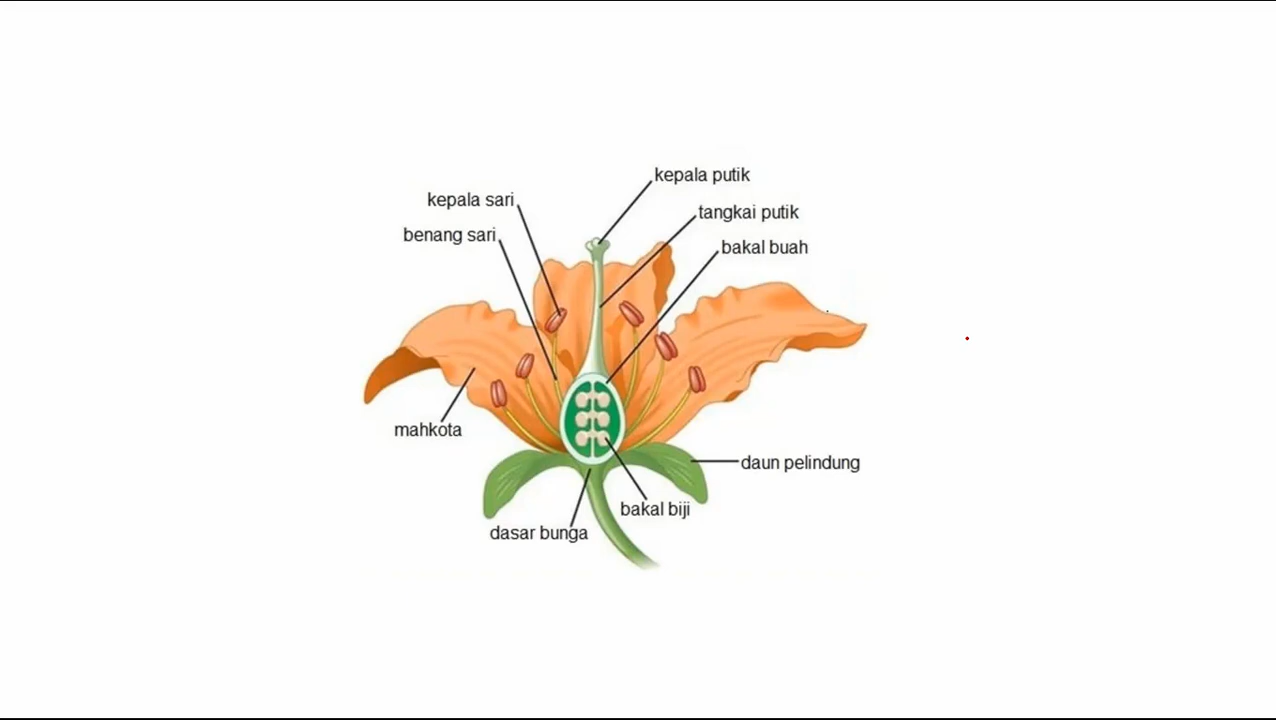 kepala putik
kepala sari
tangkai putik
benang sari
bakal buah
mahkota
daun pelindung
bakal biji
dasar bunga